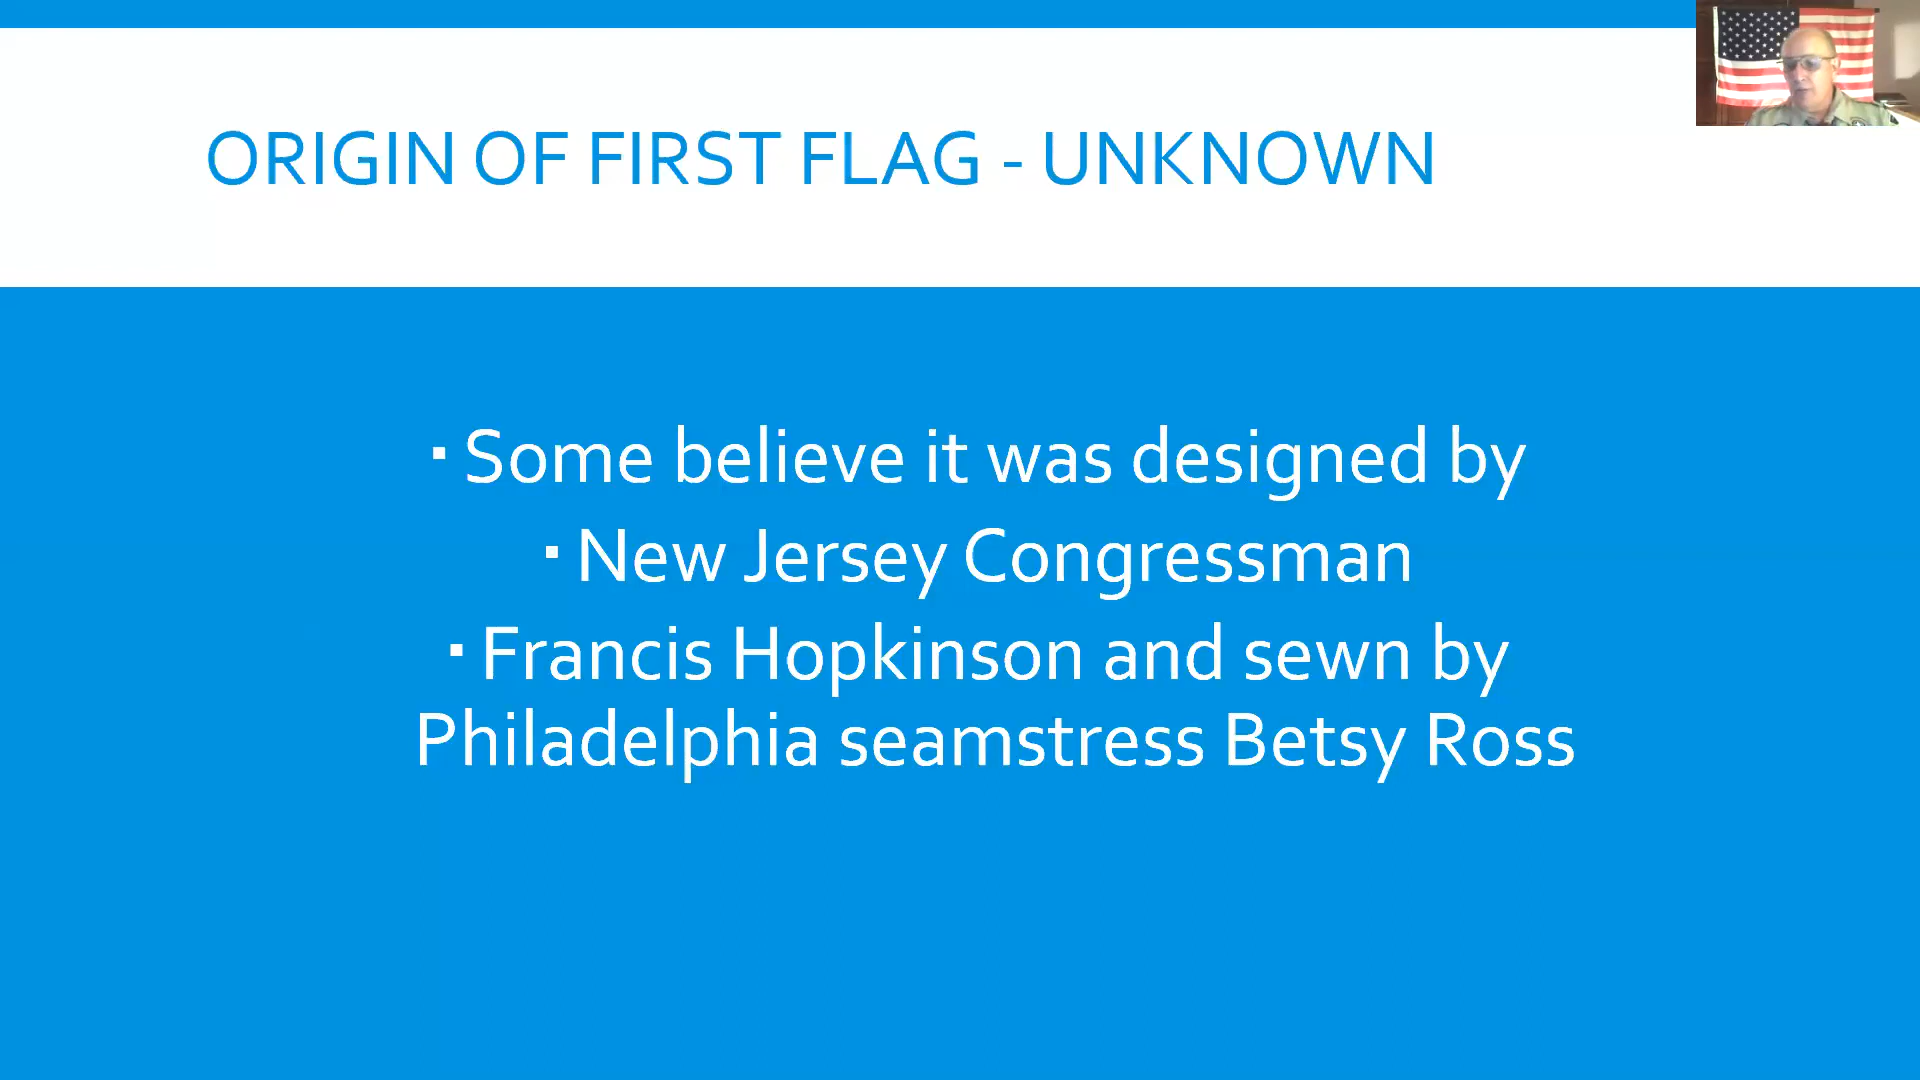 ORIGIN OF FIRST FLAG - UNKNOWN
▪ Some believe it was designed by
▪ New Jersey Congressman
▪ Francis Hopkinson and sewn by
Philadelphia seamstress Betsy Ross